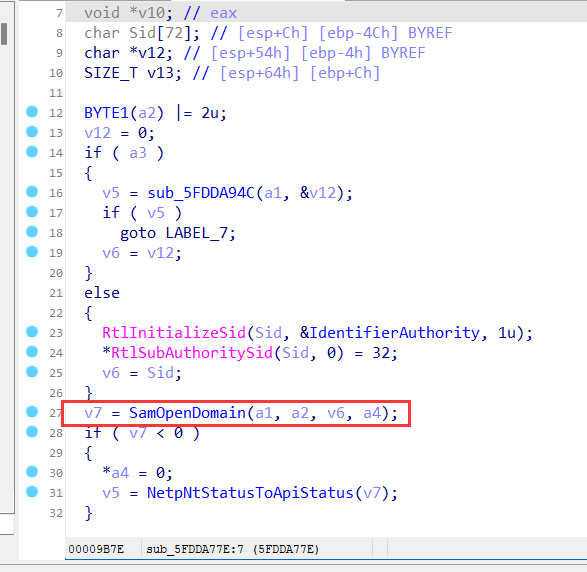 7 void *v10; // eax
8 char Sid[72]; // [esp+Ch] [ebp-4Ch] BYREF
9 char *v12; // [esp+54h] [ebp-4h] BYREF
10 SIZE_T v13; // [esp+64h] [ebp+Ch]
11
12 BYTE1(a2) |= 2u;
13 v12 = 0;
14 if ( a3 )
15 {
16 v5 = sub_5FDDA94C(a1, &v12);
17 if ( v5 )
18 goto LABEL_7;
19 v6 = v12;
20 }
21 else
22 {
23 RtlInitializeSid(Sid, &IdentifierAuthority, 1u);
24 *RtlSubAuthoritySid(Sid, 0) = 32;
25 v6 = Sid;
26 }
27 v7 = SamOpenDomain(a1, a2, v6, a4);
28 if ( v7 < 0 )
29 {
30 *a4 = 0;
31 v5 = NetpNtStatusToApiStatus(v7);
32 }
00009B7E sub_5FDDA77E:7 (5FDDA77E)